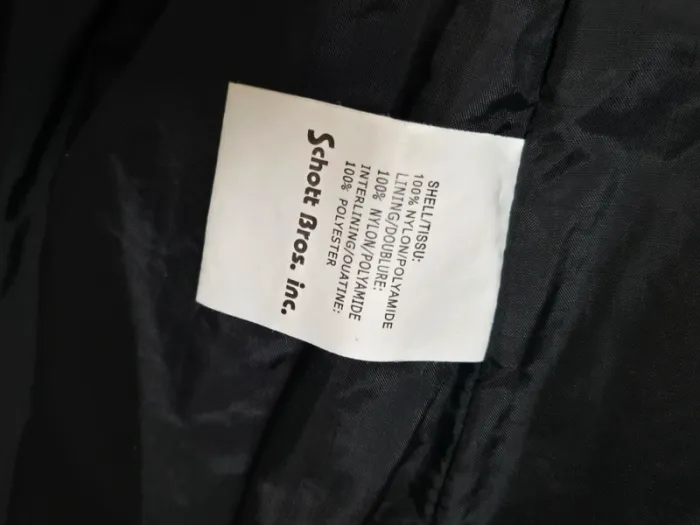 SHELL/TISSU:
100% NYLON/POLYAMIDE
LINING/DOUBLURE:
100% NYLON/POLYAMIDE
INTERLINING/OUATINE:
100% POLYESTER
Schott Bros. inc.